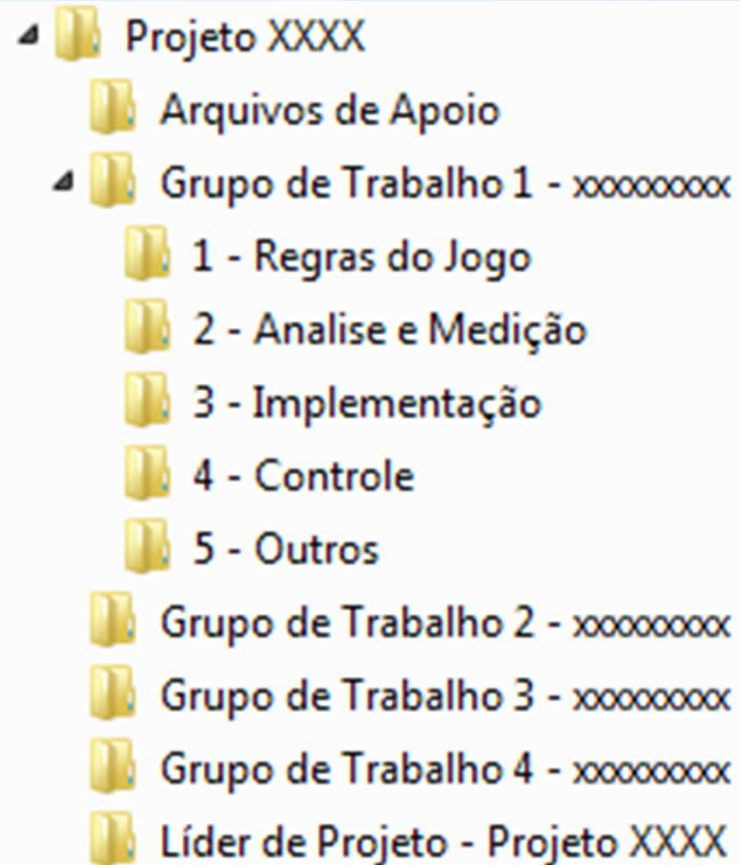 Projeto XXXX
Arquivos de Apoio
Grupo de Trabalho 1 - xxxxxxxxx
1 - Regras do Jogo
2 - Analise e Medição
3 - Implementação
4 - Controle
5 - Outros
Grupo de Trabalho 2 - xxxxxxxxx
Grupo de Trabalho 3 - xxxxxxxxx
Grupo de Trabalho 4 - xxxxxxxxx
Líder de Projeto - Projeto XXXX